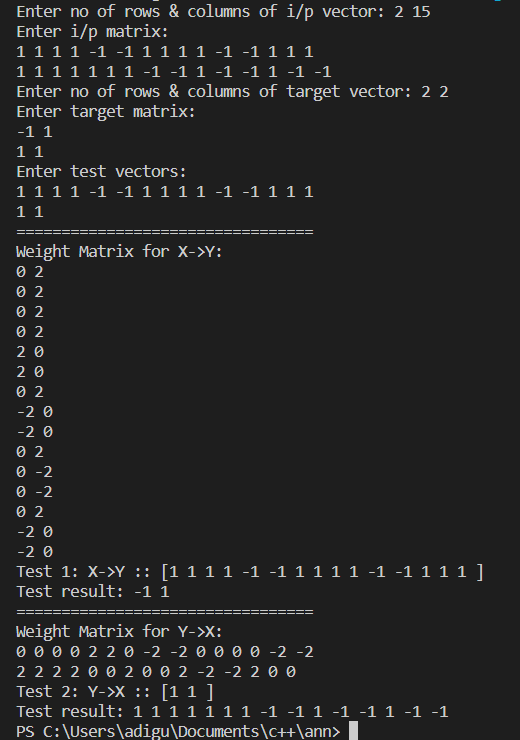 Enter no of rows & columns of i/p vector: 2 15
Enter i/p matrix:
1 1 1 1 -1 -1 1 1 1 1 -1 -1 1 1 1
1 1 1 1 1 1 1 -1 -1 1 -1 -1 1 -1 -1
Enter no of rows & columns of target vector: 2 2
Enter target matrix:
-1 1
1 1
Enter test vectors:
1 1 1 1 -1 -1 1 1 1 1 -1 -1 1 1 1
1 1
=================================
Weight Matrix for X->Y:
0 2
0 2
0 2
0 2
2 0
2 0
0 2
-2 0
-2 0
0 2
0 -2
0 -2
0 2
-2 0
-2 0
Test 1: X->Y :: [1 1 1 1 -1 -1 1 1 1 1 -1 -1 1 1 1 ]
Test result: -1 1
=================================
Weight Matrix for Y->X:
0 0 0 0 2 2 0 -2 -2 0 0 0 0 -2 -2
2 2 2 2 0 0 2 0 0 2 -2 -2 2 0 0
Test 2: Y->X :: [1 1 ]
Test result: 1 1 1 1 1 1 1 -1 -1 1 -1 -1 1 -1 -1
PS C:\Users\adigu\Documents\c++\ann>